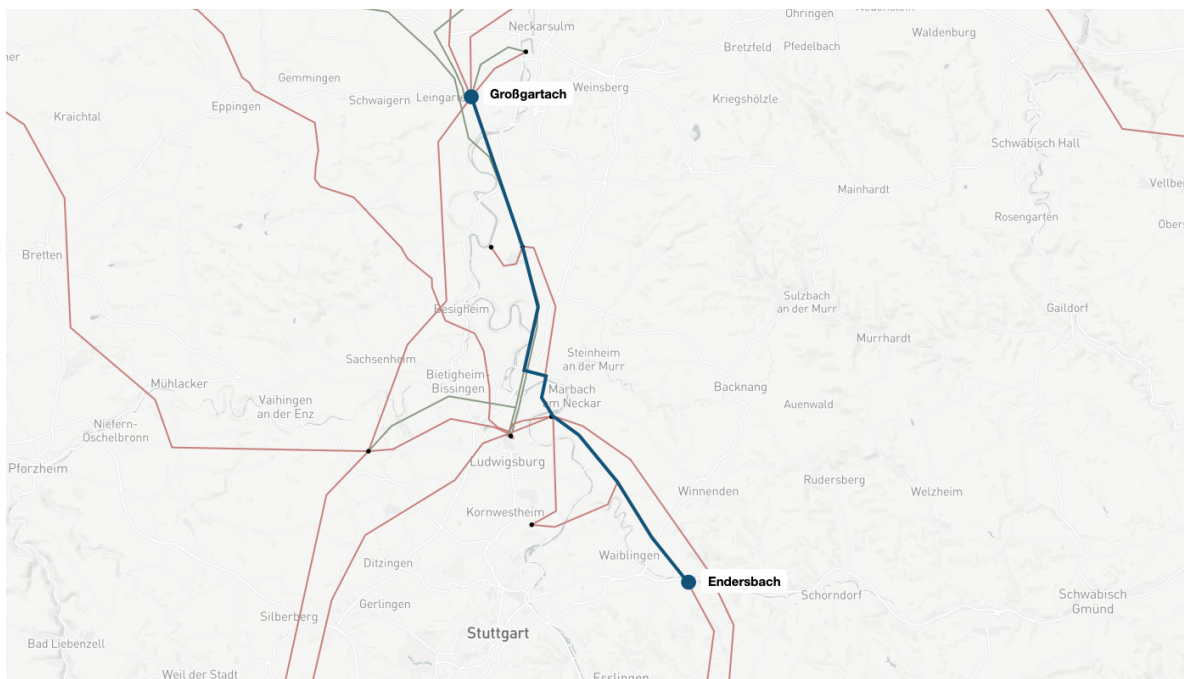 Neckarsulm
Öhringen
Waldenburg
Bretzfeld
Pfedelbach
Gemmingen
Schwaigern
Großgartach
Weinsberg
Eppingen
Kriegshölzle
Kraichtal
Schwäbisch Hall
Mainhardt
Rosengarten
Bretten
Besigheim
Sulzbach
an der Murr
Gaildorf
Murrhardt
Sachsenheim
Steinheim
an der Murr
Bietigheim-
Bissingen
Mühlacker
Marbach
am Neckar
Backnang
Vaihingen
an der Enz
Auenwald
Niefern-
Öschelbronn
Pforzheim
Ludwigsburg
Rudersberg
Welzheim
Winnenden
Kornwestheim
Waiblingen
Ditzingen
Endersbach
Schorndorf
Schwäbisch
Gmünd
Gerlingen
Silberberg
Stuttgart
Bad Liebenzell
Weil der Stadt
Esslingen